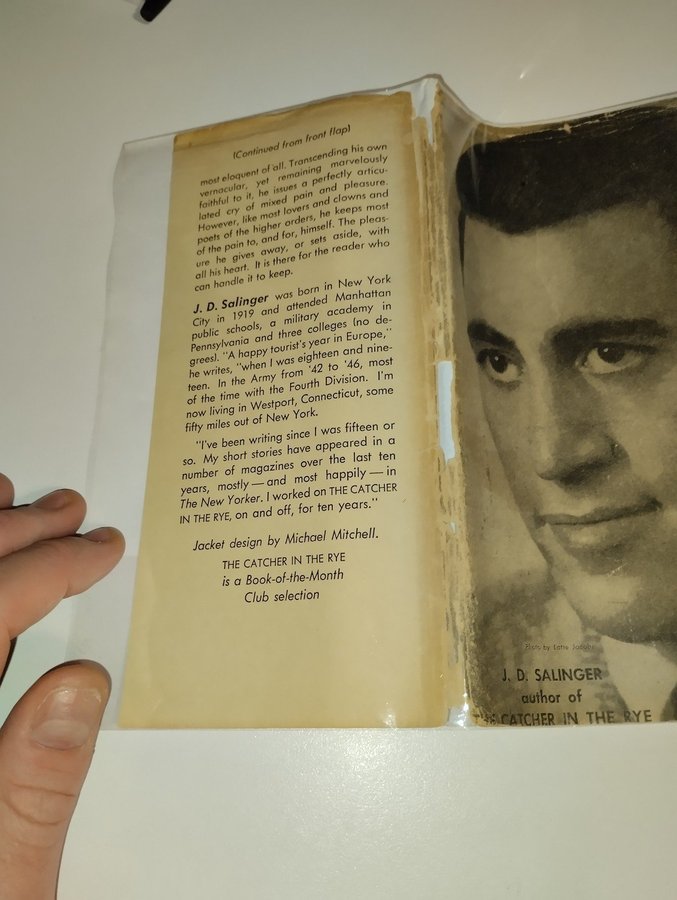 (Continued from front flap)
most eloquent of all. Transcending his own
vernacular, yet remaining marvelously
faithful to it, he issues a perfectly articu-
lated cry of mixed pain and pleasure.
However, like most lovers and clowns and
poets of the higher orders, he keeps most
of the pain to, and for, himself. The pleas-
ure he gives away, or sets aside, with
all his heart. It is there for the reader who
can handle it to keep.
J. D. Salinger was born in New York
City in 1919 and attended Manhattan
public schools, a military academy in
Pennsylvania and three colleges (no de-
grees). "A happy tourist's year in Europe,"
he writes, "when I was eighteen and nine-
teen. In the Army from '42 to '46, most
of the time with the Fourth Division. I'm
now living in Westport, Connecticut, some
fifty miles out of New York.
"I've been writing since I was fifteen or
so. My short stories have appeared in a
number of magazines over the last ten
years, mostly — and most happily — in
The New Yorker. I worked on THE CATCHER
IN THE RYE, on and off, for ten years."
Jacket design by Michael Mitchell.
THE CATCHER IN THE RYE
is a Book-of-the-Month
Club selection
Photo by Lotte Jacobi
J. D. SALINGER
author of
THE CATCHER IN THE RYE